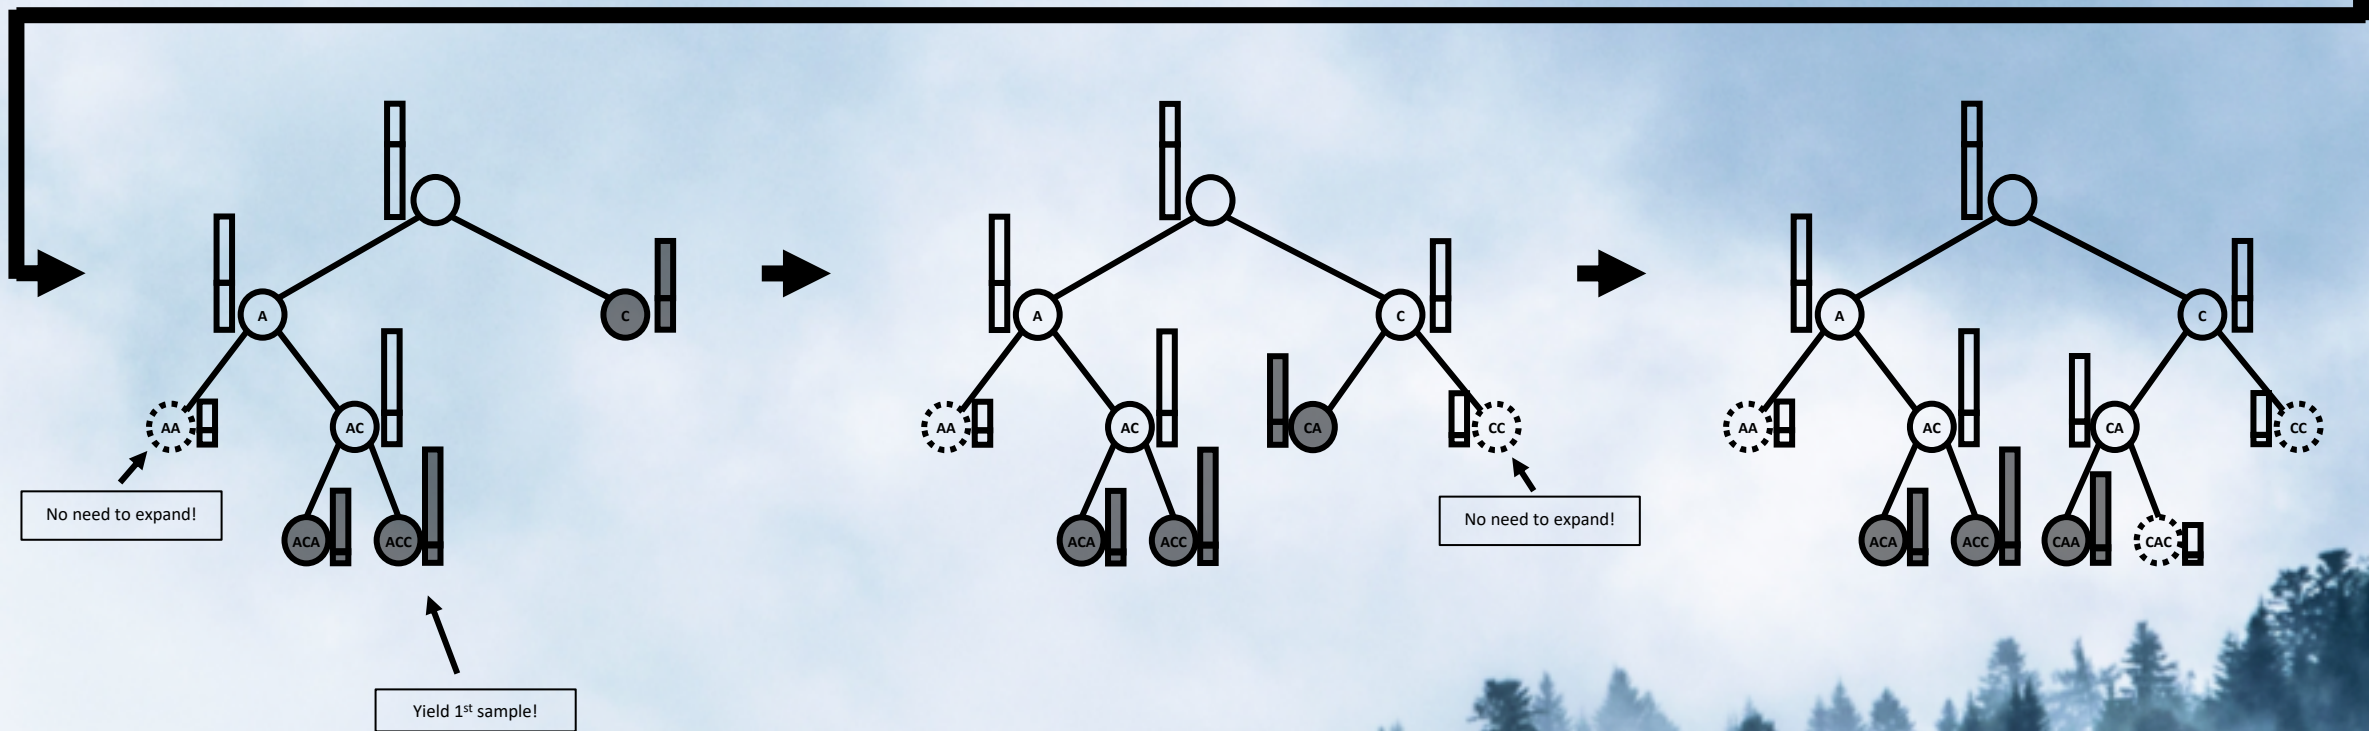 A
C
AA
AC
No need to expand!
ACA
ACC
Yield 1st sample!
A
C
AA
AC
CA
CC
ACA
ACC
No need to expand!
A
C
AA
AC
CA
CC
ACA
ACC
CAA
CAC